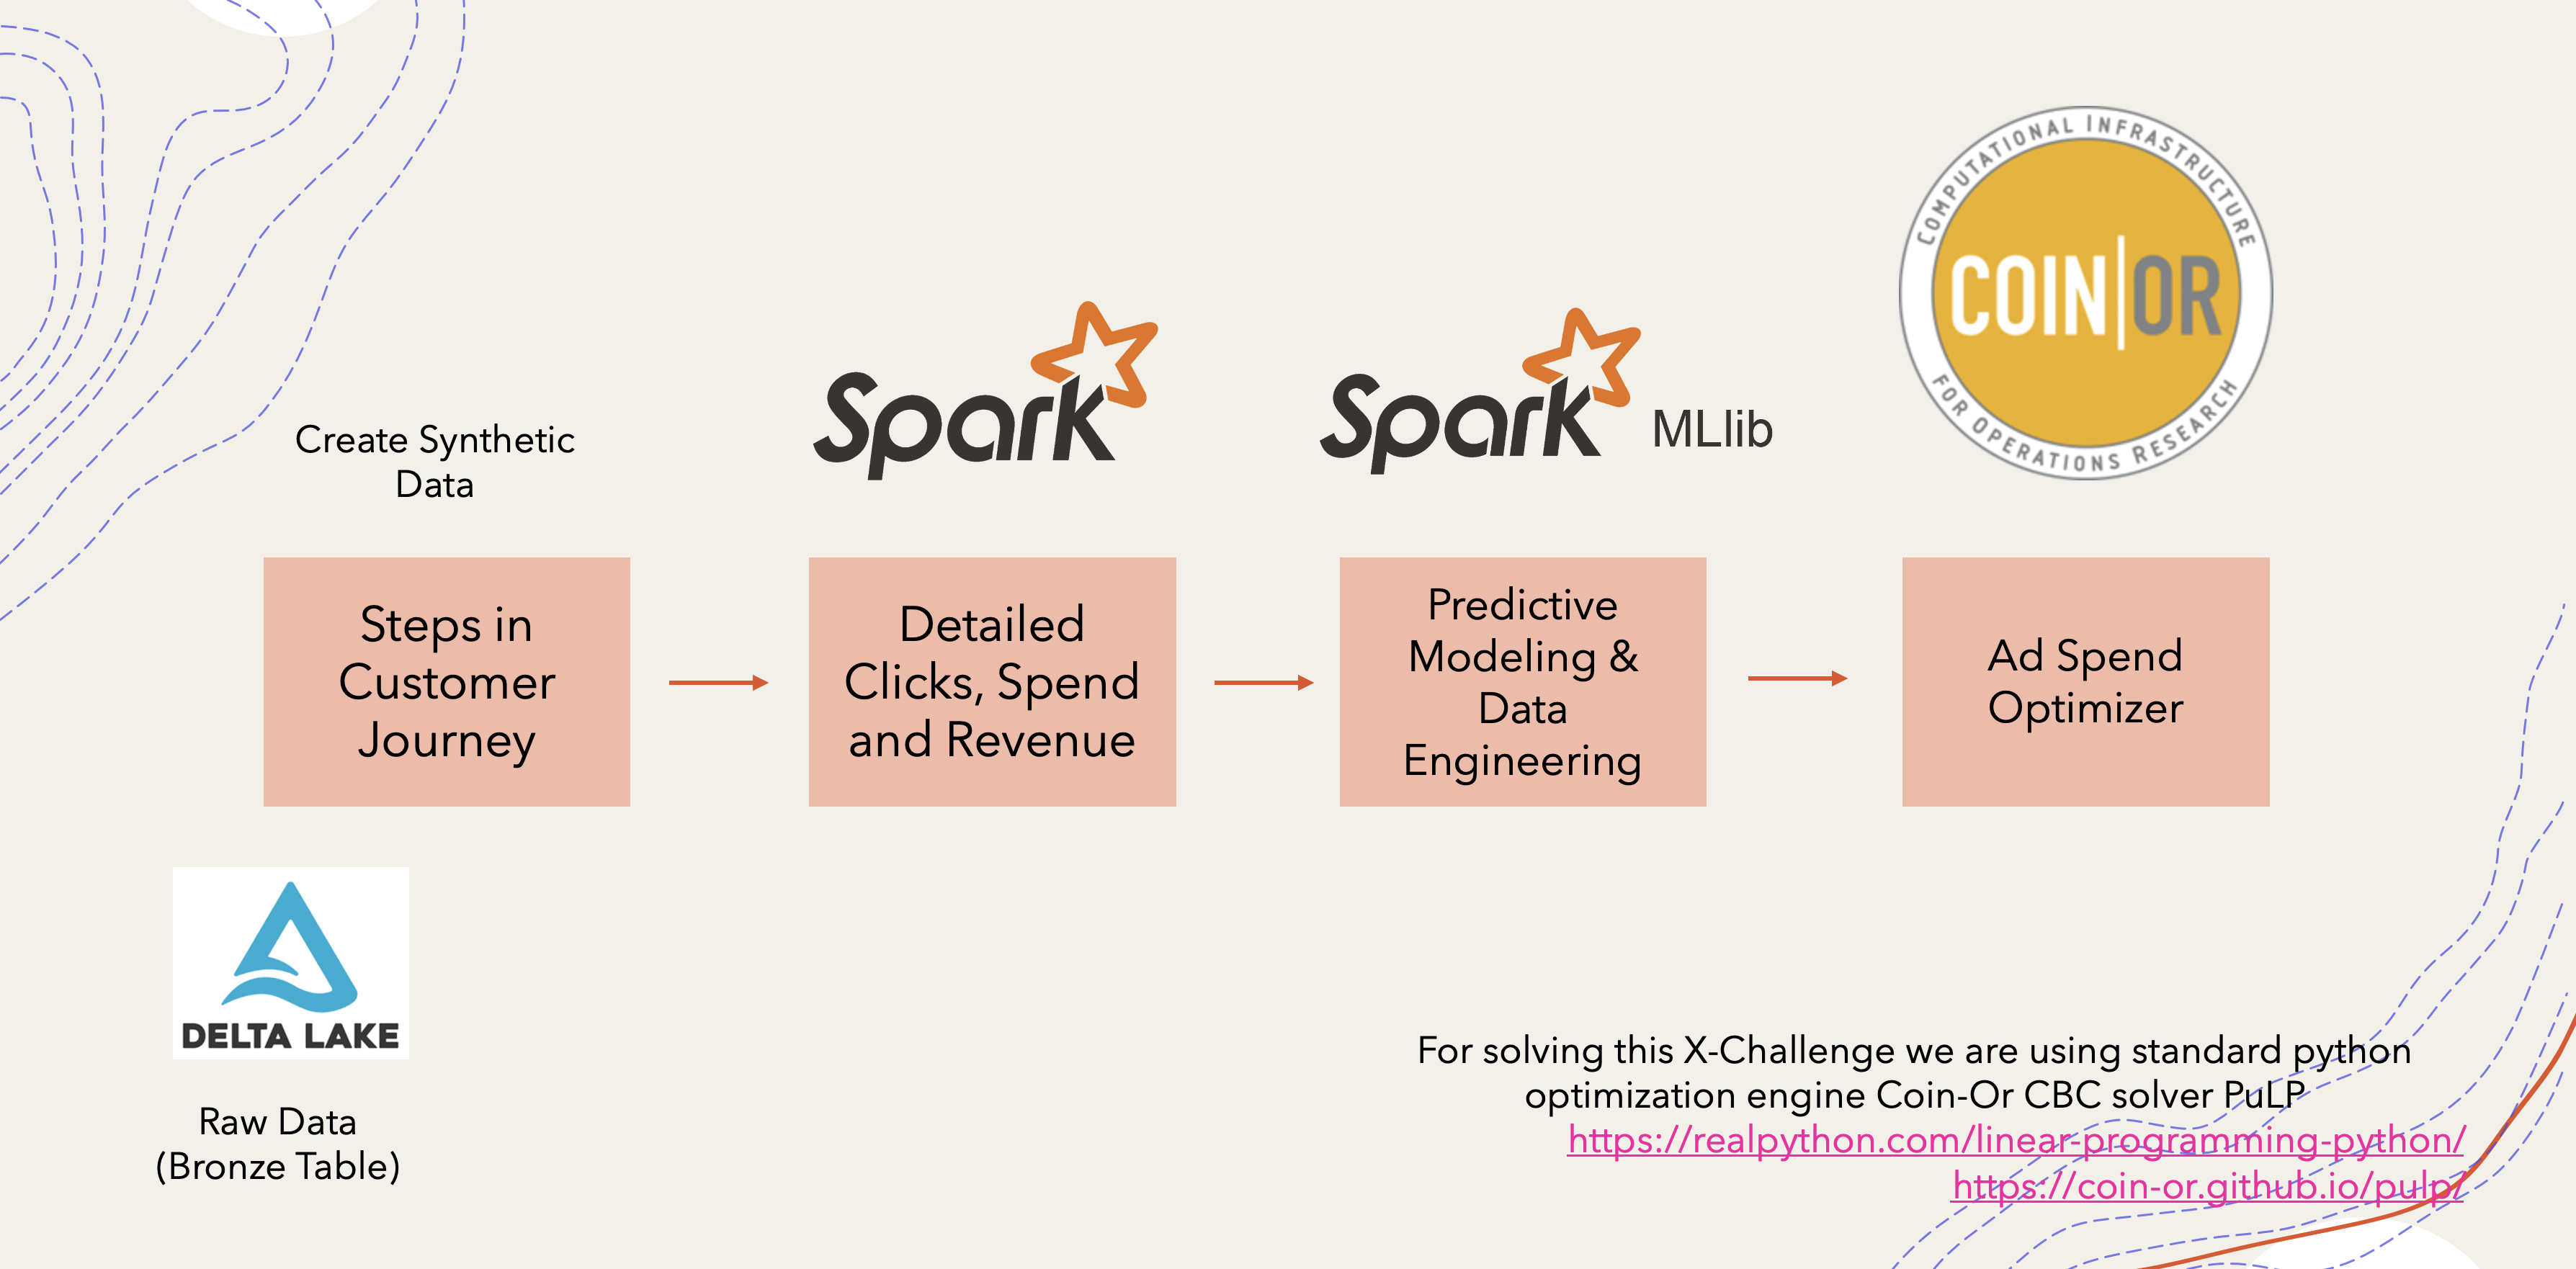 COMPUTATIONAL INFRASTRUCTURE
COIN|OR
FOR OPERATIONS RESEARCH
Create Synthetic
Data
Spark
Spark MLlib
Steps in
Customer
Journey
Detailed
Clicks, Spend
and Revenue
Predictive
Modeling &
Data
Engineering
Ad Spend
Optimizer
DELTA LAKE
Raw Data
(Bronze Table)
For solving this X-Challenge we are using standard python
optimization engine Coin-Or CBC solver PuLP
https://realpython.com/linear-programming-python/
https://coin-or.github.io/pulp/